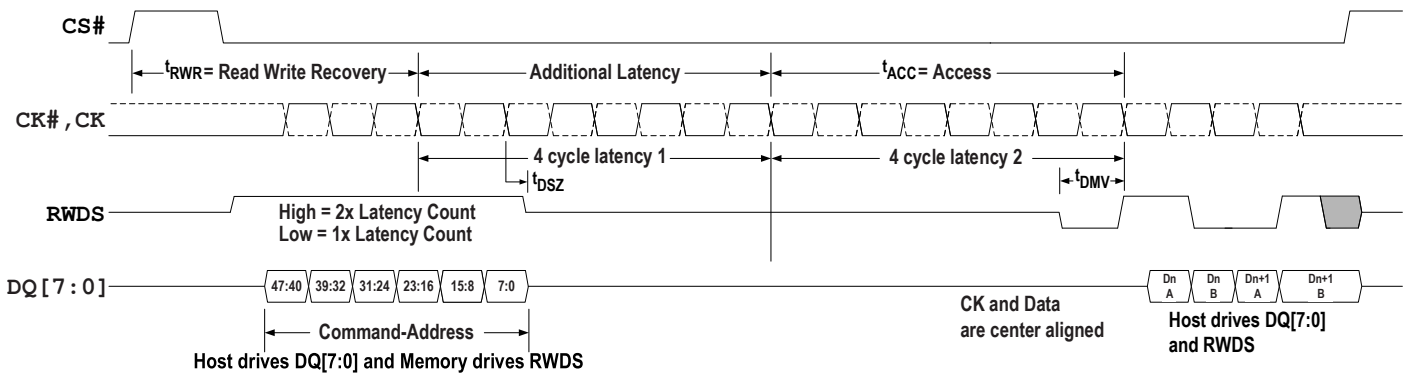 CS#
tRWR= Read Write Recovery
Additional Latency
tACC= Access
CK#,CK
4 cycle latency 1
4 cycle latency 2
tDSZ
tDMV
RWDS
High = 2x Latency Count
Low = 1x Latency Count
DQ[7:0]
47:40 39:32 31:24 23:16 15:8 7:0
Dn A
Dn B
Dn+1 A
Dn+1 B
CK and Data
are center aligned
Command-Address
Host drives DQ[7:0]
and RWDS
Host drives DQ[7:0] and Memory drives RWDS